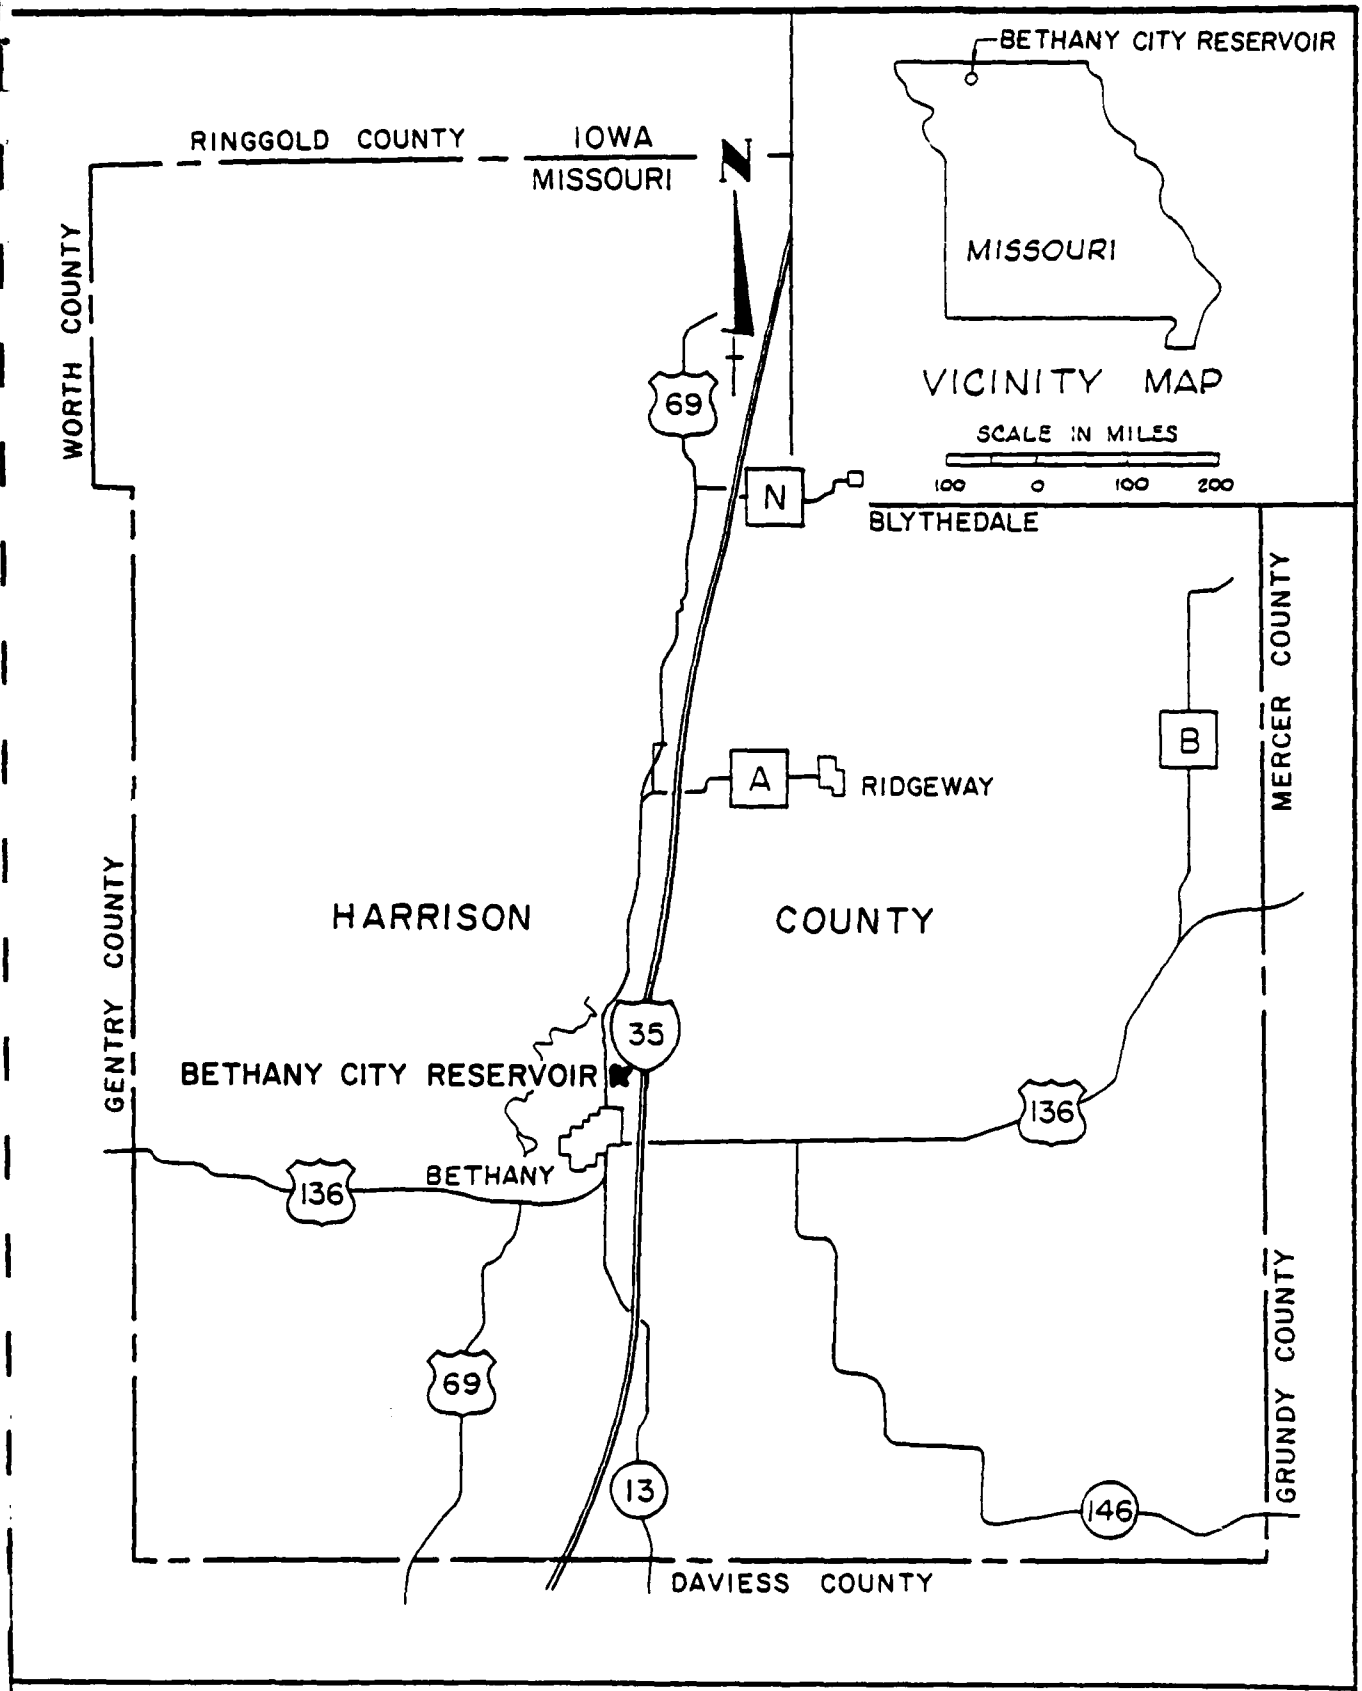 BETHANY CITY RESERVOIR
MISSOURI
VICINITY MAP
SCALE IN MILES
100 0 100 200
RINGGOLD COUNTY IOWA
MISSOURI
N
WORTH COUNTY
69
N
BLYTHEDALE
MERCER COUNTY
B
A
RIDGEWAY
HARRISON COUNTY
GENTRY COUNTY
35
BETHANY CITY RESERVOIR
136
BETHANY
136
69
GRUNDY COUNTY
13
146
DAVIESS COUNTY